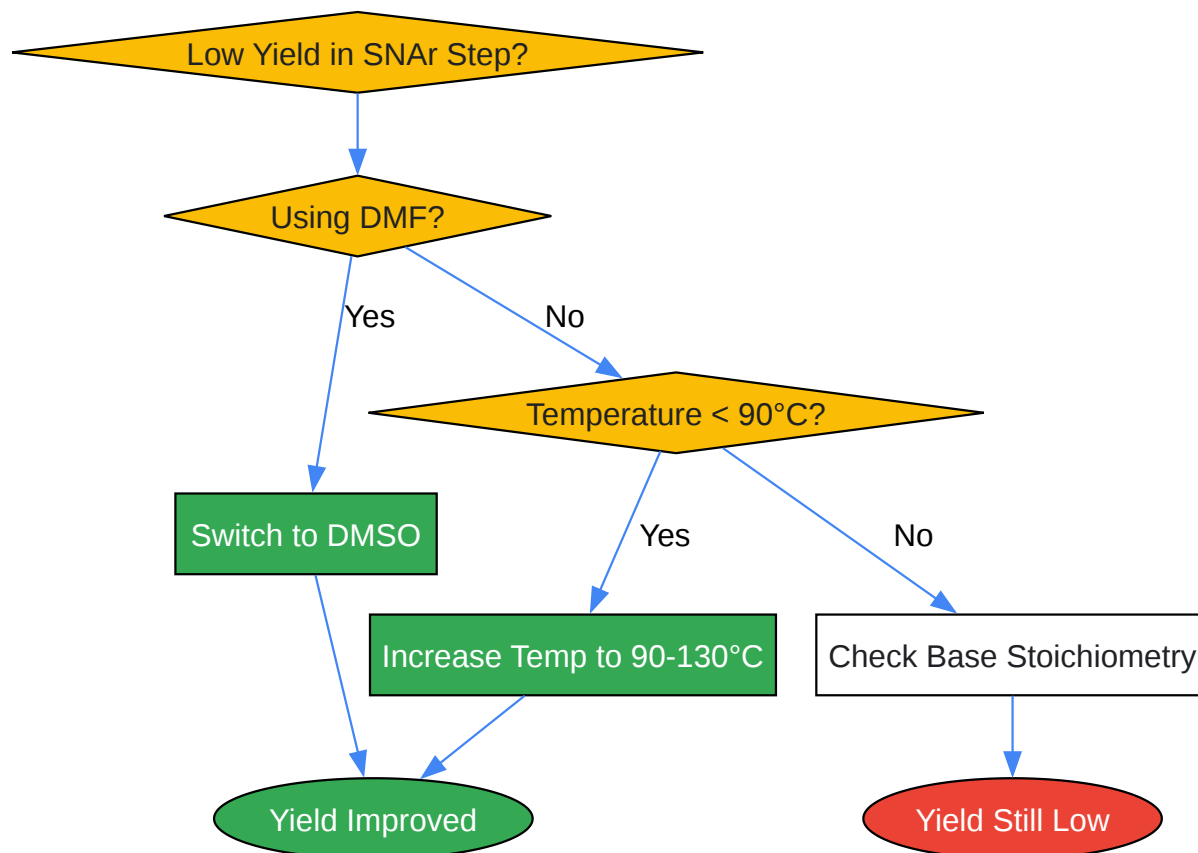 Low Yield in SNAr Step?
Using DMF?
Yes
No
Temperature < 90°C?
Switch to DMSO
Yes
No
Increase Temp to 90-130°C
Check Base Stoichiometry
Yield Improved
Yield Still Low